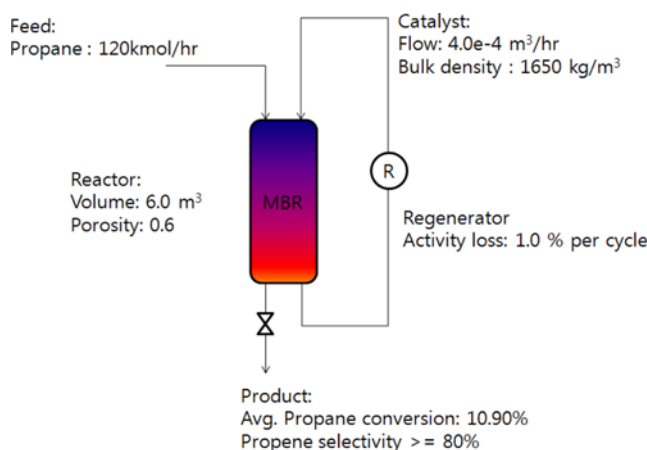 Feed:
Propane : 120kmol/hr
Catalyst:
Flow: 4.0e-4 m³/hr
Bulk density : 1650 kg/m³
Reactor:
Volume: 6.0 m³
Porosity: 0.6
MBR
R
Regenerator
Activity loss: 1.0 % per cycle
Product:
Avg. Propane conversion: 10.90%
Propene selectivity >= 80%